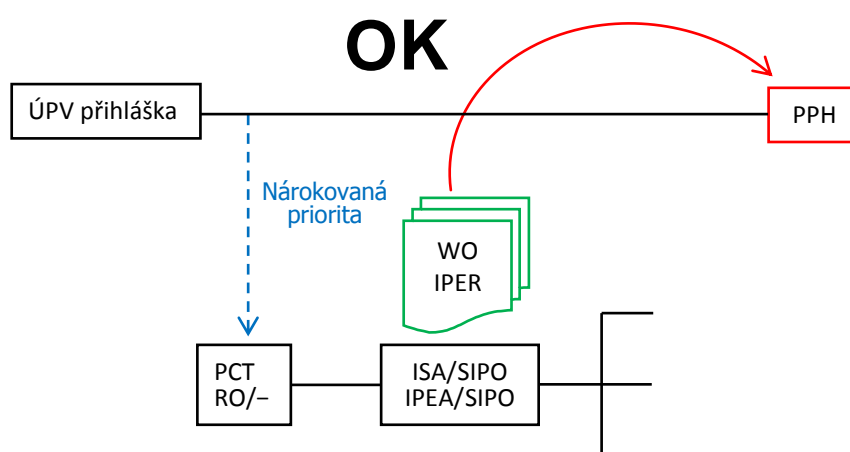 OK
ÚPV přihláška
PPH
Nárokovaná
priorita
WO
IPER
PCT
RO/–
ISA/SIPO
IPEA/SIPO